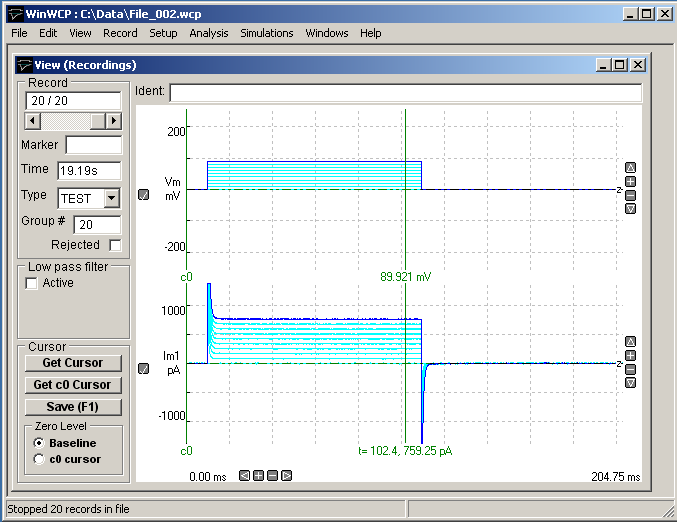 WinWCP : C:\Data\File_002.wcp
File Edit View Record Setup Analysis Simulations Windows Help
View (Recordings)
Record
20 / 20
Marker
Time 19.19s
Type TEST
Group # 20
Rejected
Low pass filter
Active
Cursor
Get Cursor
Get c0 Cursor
Save (F1)
Zero Level
Baseline
c0 cursor
Ident:
200
Vm
mV
z-
-200
c0
89.921 mV
1000
Im1
pA
z-
-1000
c0
t= 102.4, 759.25 pA
0.00 ms
204.75 ms
Stopped 20 records in file